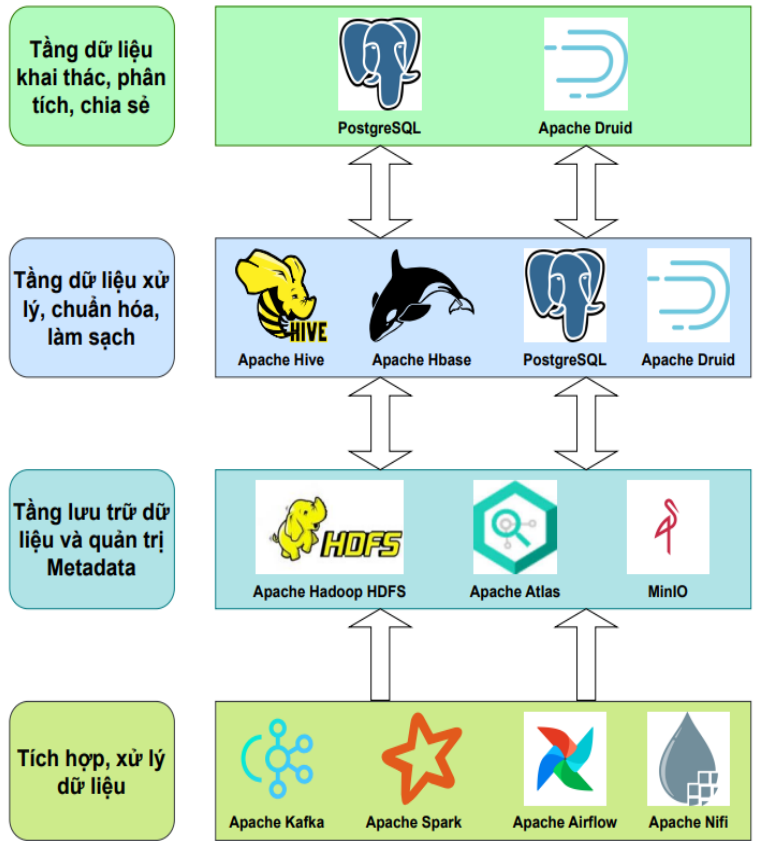 Tầng dữ liệu
khai thác, phân
tích, chia sẻ
PostgreSQL
Apache Druid
Tầng dữ liệu xử
lý, chuẩn hóa,
làm sạch
HIVE
Apache Hive
Apache Hbase
PostgreSQL
Apache Druid
Tầng lưu trữ dữ
liệu và quản trị
Metadata
HDFS
Apache Hadoop HDFS
Apache Atlas
MinIO
Tích hợp, xử lý
dữ liệu
Apache Kafka
Apache Spark
Apache Airflow
Apache Nifi